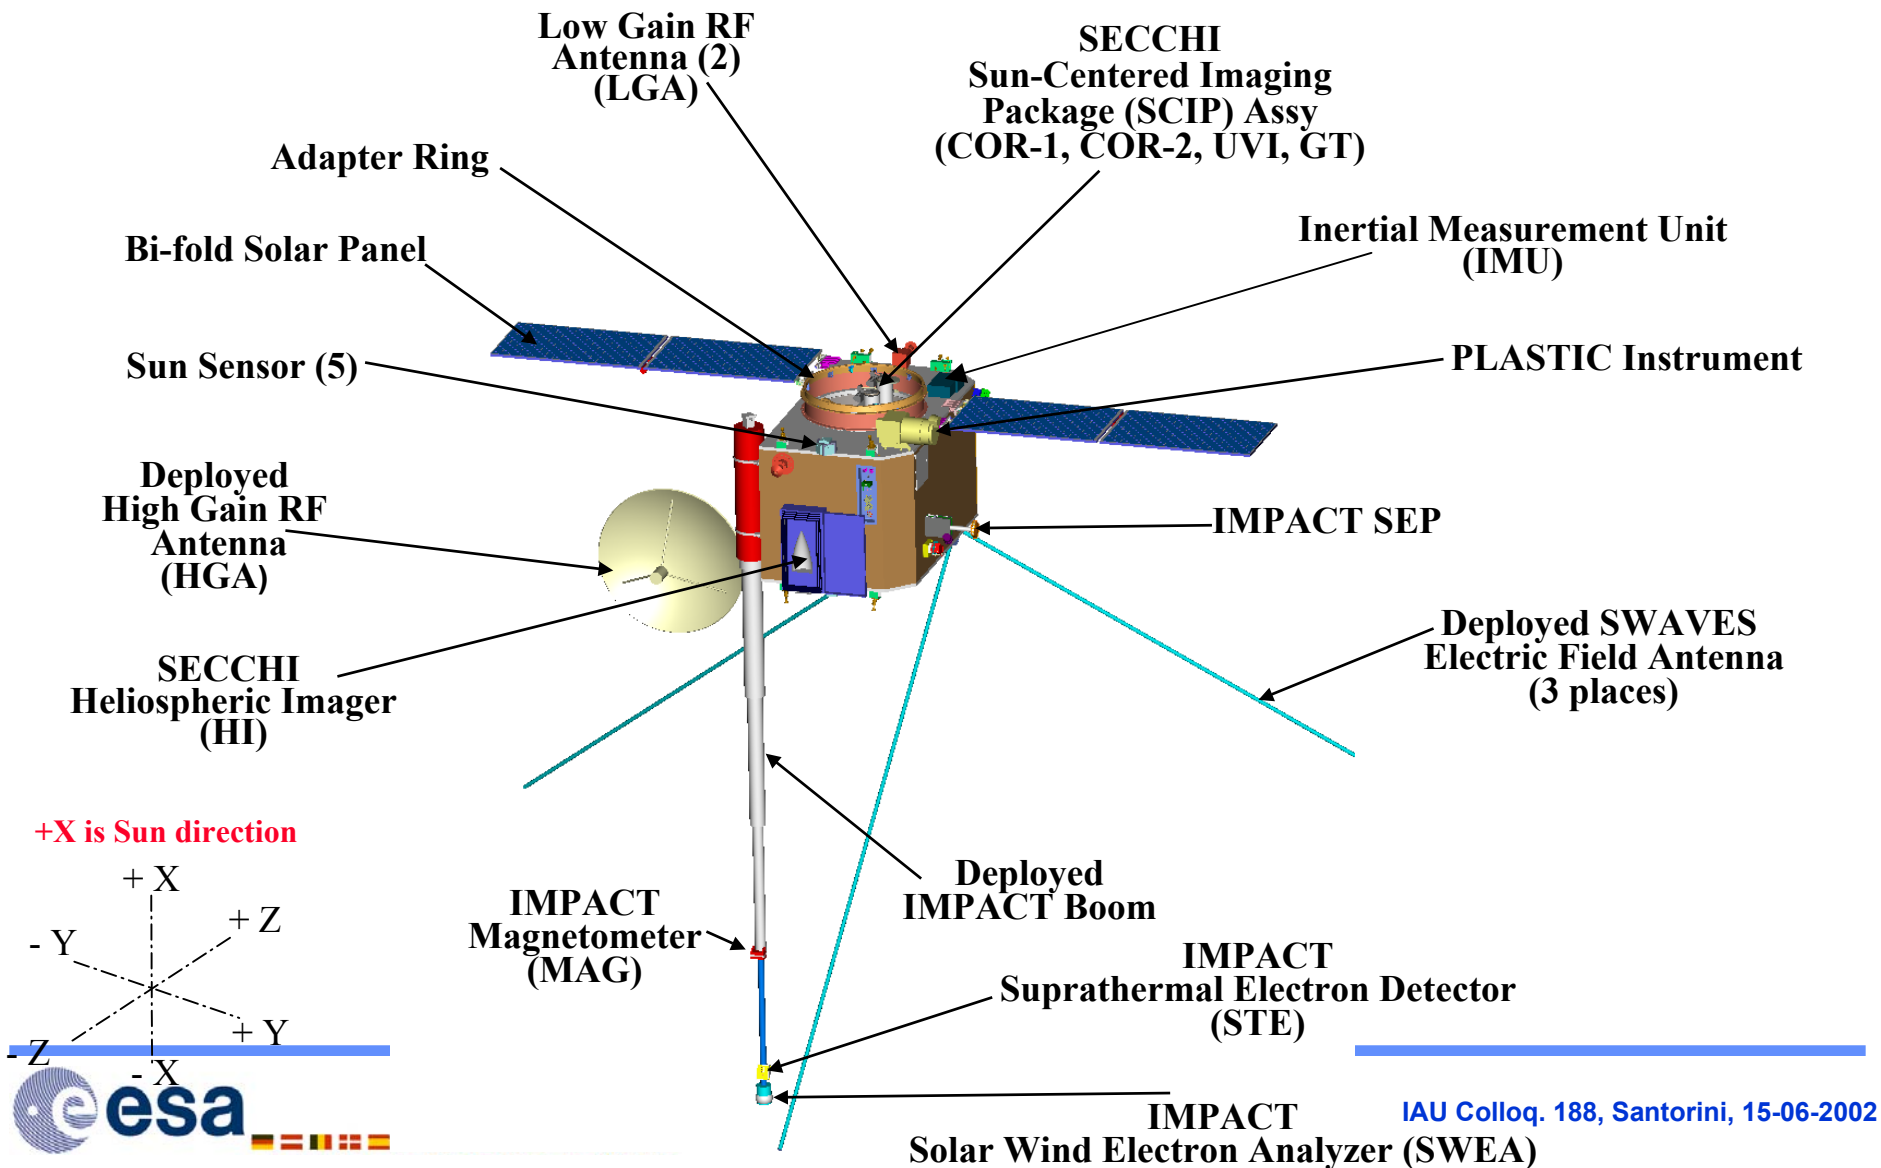 Low Gain RF
Antenna (2)
(LGA)
SECCHI
Sun-Centered Imaging
Package (SCIP) Assy
(COR-1, COR-2, UVI, GT)
Adapter Ring
Inertial Measurement Unit
(IMU)
Bi-fold Solar Panel
Sun Sensor (5)
PLASTIC Instrument
Deployed
High Gain RF
Antenna
(HGA)
IMPACT SEP
Deployed SWAVES
Electric Field Antenna
(3 places)
SECCHI
Heliospheric Imager
(HI)
+X is Sun direction
+ X
+ Z
- Y
+ Y
- Z
- X
Deployed
IMPACT Boom
IMPACT
Magnetometer
(MAG)
IMPACT
Suprathermal Electron Detector
(STE)
IMPACT
Solar Wind Electron Analyzer (SWEA)
esa
IAU Colloq. 188, Santorini, 15-06-2002